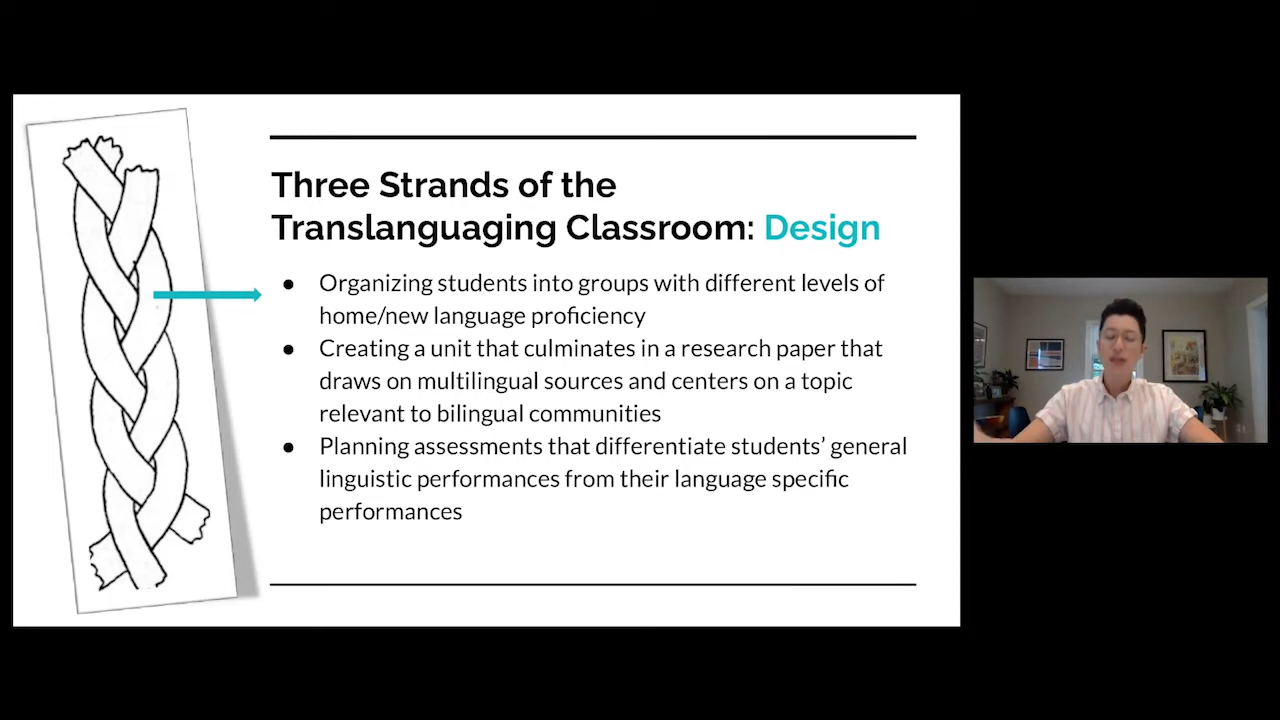 Three Strands of the
Translanguaging Classroom: Design
● Organizing students into groups with different levels of
home/new language proficiency
● Creating a unit that culminates in a research paper that
draws on multilingual sources and centers on a topic
relevant to bilingual communities
● Planning assessments that differentiate students’ general
linguistic performances from their language specific
performances